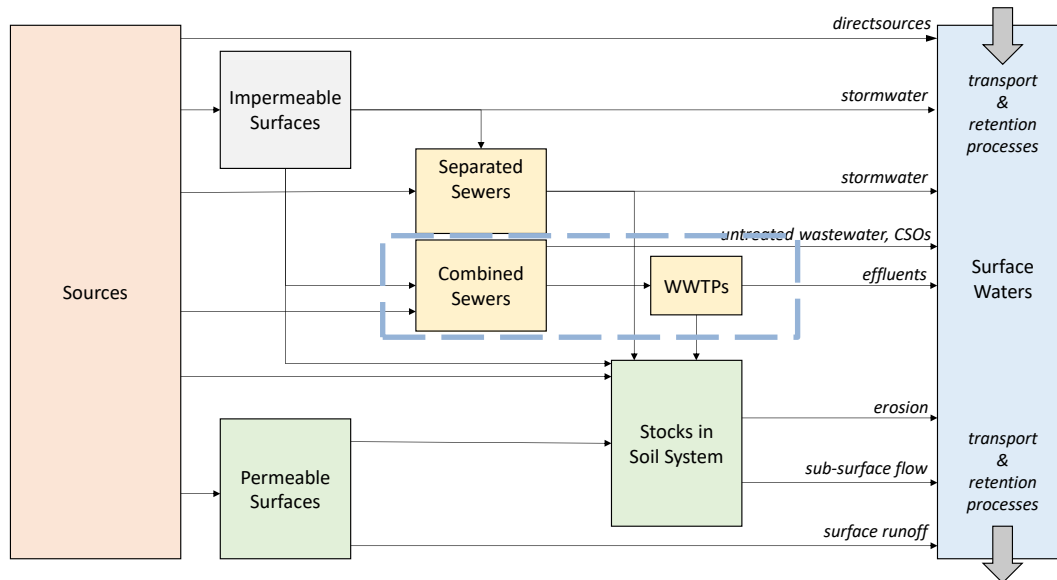 directsources
transport
&
retention
processes
Impermeable
Surfaces
stormwater
Separated
Sewers
stormwater
untreated wastewater, CSOs
Combined
Sewers
WWTPs
effluents
Sources
Surface
Waters
Stocks in
Soil System
erosion
sub-surface flow
transport
&
retention
processes
Permeable
Surfaces
surface runoff